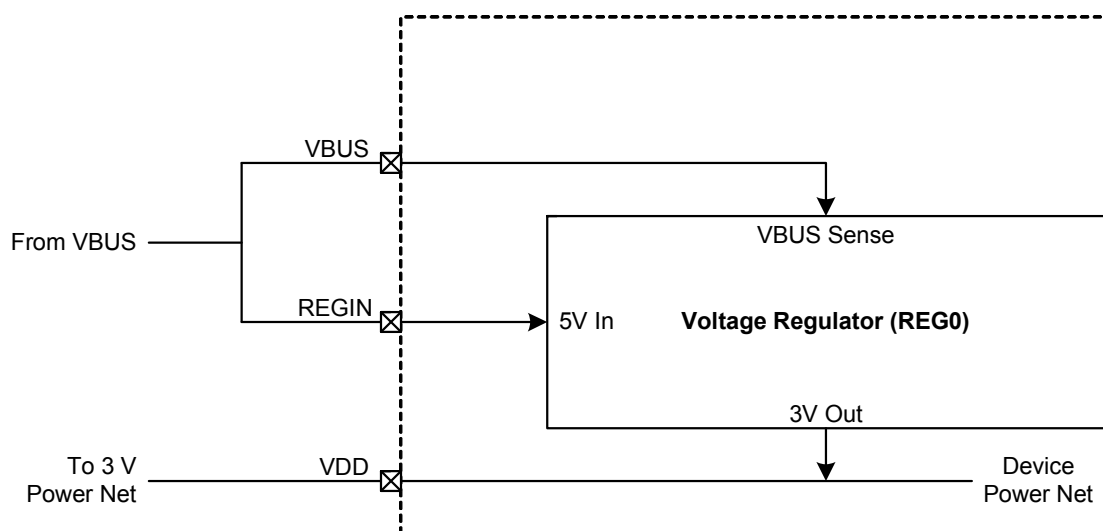 VBUS
From VBUS
VBUS Sense
REGIN
5V In
Voltage Regulator (REG0)
3V Out
To 3 V
Power Net
VDD
Device
Power Net